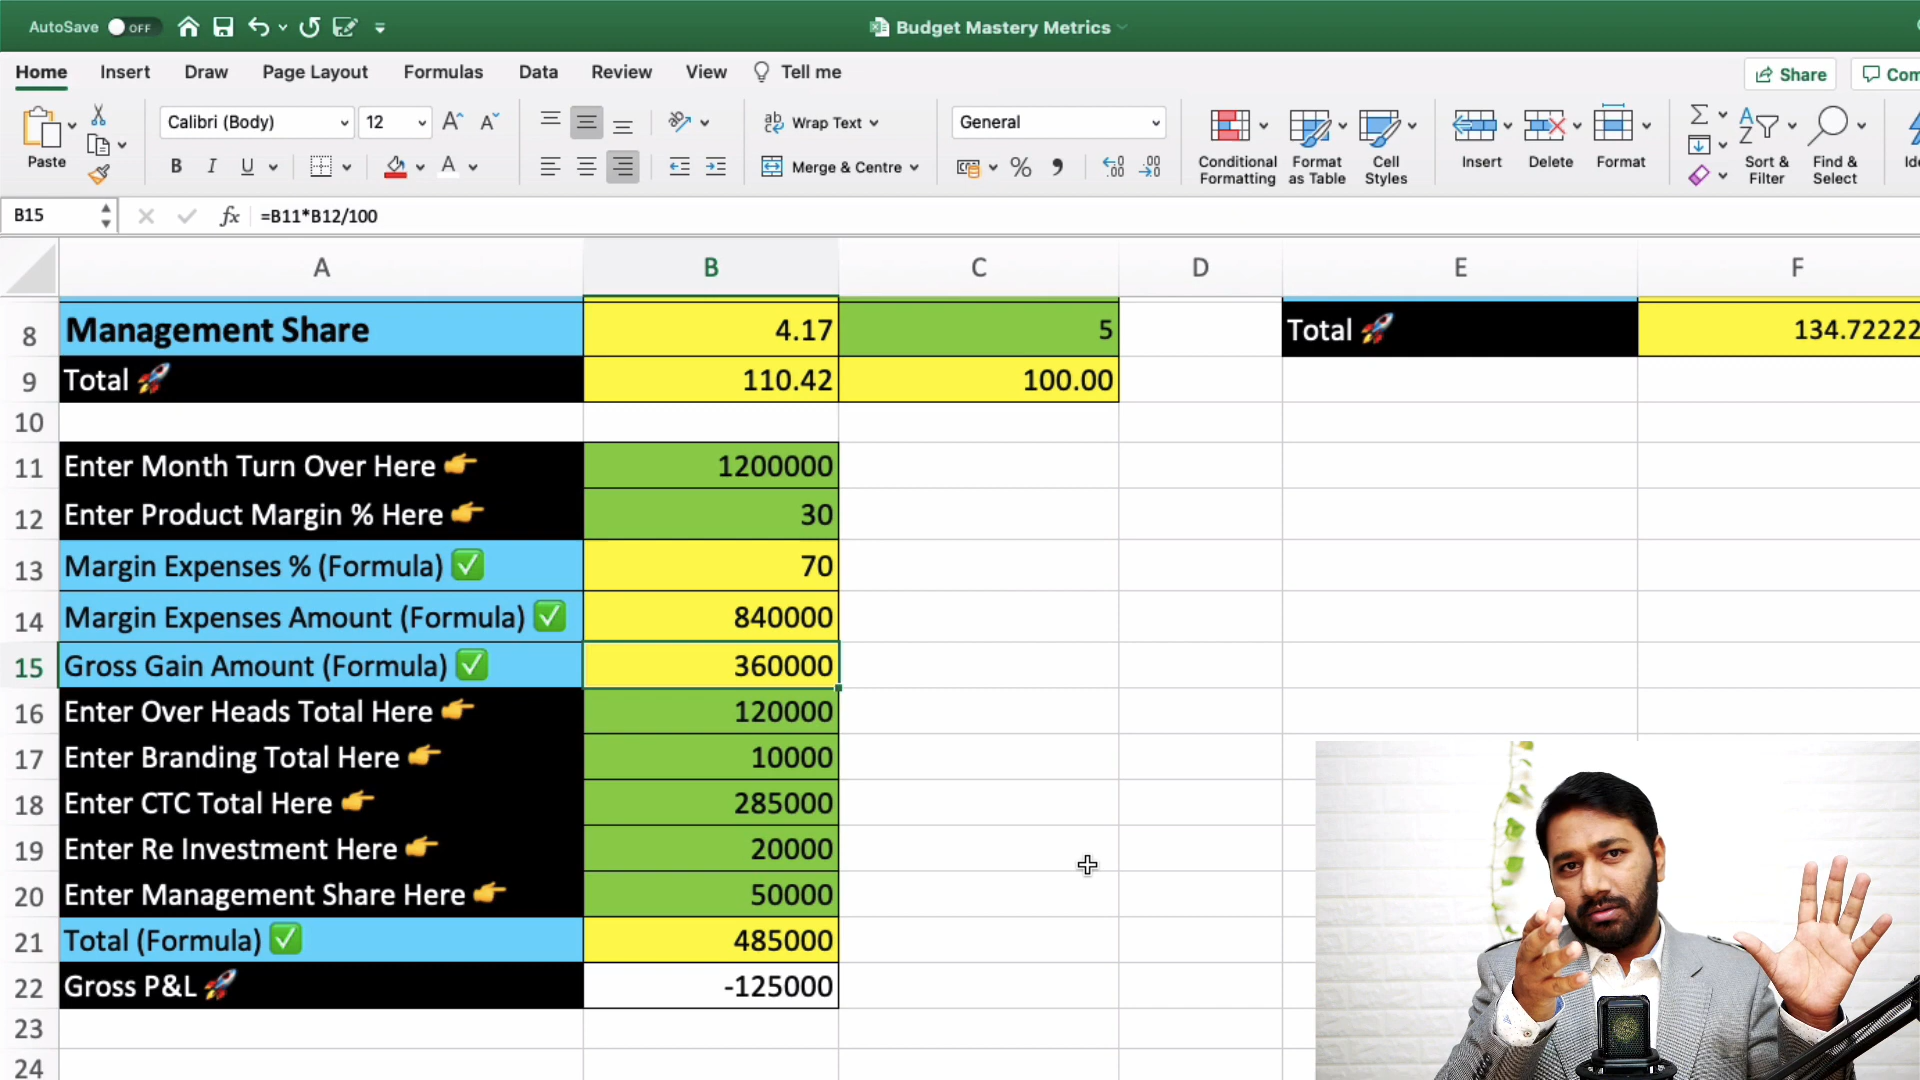 AutoSave OFF Budget Mastery Metrics
Home Insert Draw Page Layout Formulas Data Review View Tell me Share
Paste Calibri (Body) 12 A^ Aˇ Wrap Text General
B I U A Merge & Centre % Conditional Formatting Format as Table Cell Styles Insert Delete Format Sort & Filter Find & Select
B15 fx =B11*B12/100
A B C D E F
8 Management Share 4.17 5 Total 🚀 134.72222
9 Total 🚀 110.42 100.00
10
11 Enter Month Turn Over Here 👉 1200000
12 Enter Product Margin % Here 👉 30
13 Margin Expenses % (Formula) ✅ 70
14 Margin Expenses Amount (Formula) ✅ 840000
15 Gross Gain Amount (Formula) ✅ 360000
16 Enter Over Heads Total Here 👉 120000
17 Enter Branding Total Here 👉 10000
18 Enter CTC Total Here 👉 285000
19 Enter Re Investment Here 👉 20000
20 Enter Management Share Here 👉 50000
21 Total (Formula) ✅ 485000
22 Gross P&L 🚀 -125000
23
24